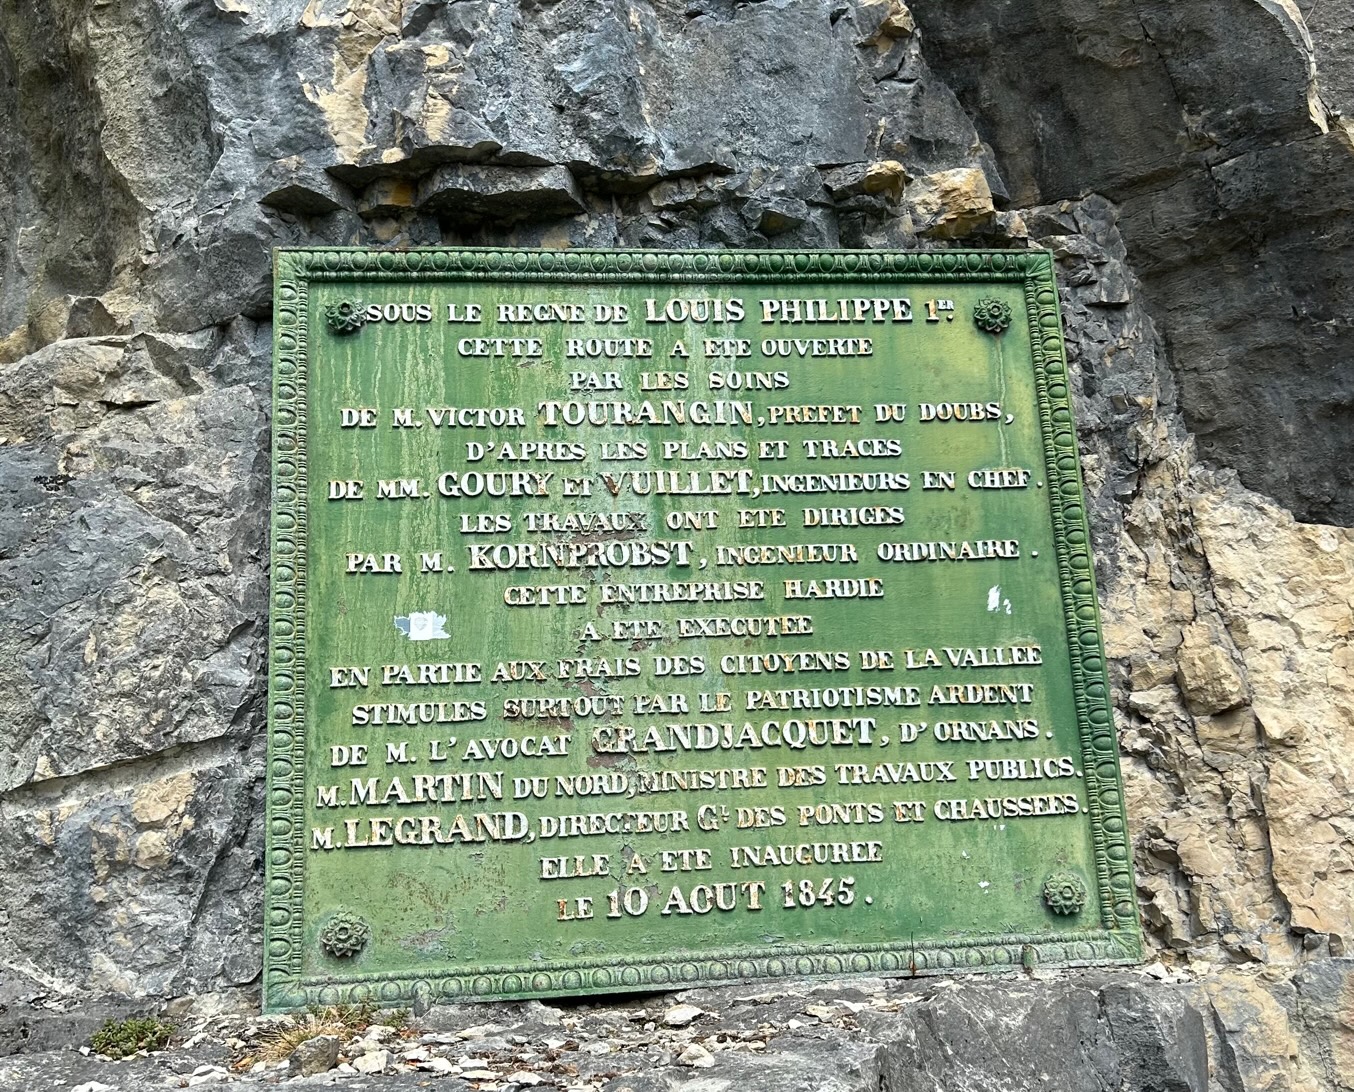 SOUS LE REGNE DE LOUIS PHILIPPE 1ER.
CETTE ROUTE A ETE OUVERTE
PAR LES SOINS
DE M. VICTOR TOURANGIN, PREFET DU DOUBS,
D'APRES LES PLANS ET TRACES
DE MM. GOURY ET VUILLET, INGENIEURS EN CHEF.
LES TRAVAUX ONT ETE DIRIGES
PAR M. KORNPROBST, INGENIEUR ORDINAIRE.
CETTE ENTREPRISE HARDIE
A ETE EXECUTEE
EN PARTIE AUX FRAIS DES CITOYENS DE LA VALLEE
STIMULES SURTOUT PAR LE PATRIOTISME ARDENT
DE M. L'AVOCAT GRANDJACQUET, D'ORNANS.
M. MARTIN DU NORD, MINISTRE DES TRAVAUX PUBLICS.
M. LEGRAND, DIRECTEUR GL DES PONTS ET CHAUSSEES.
ELLE A ETE INAUGUREE
LE 10 AOUT 1845.